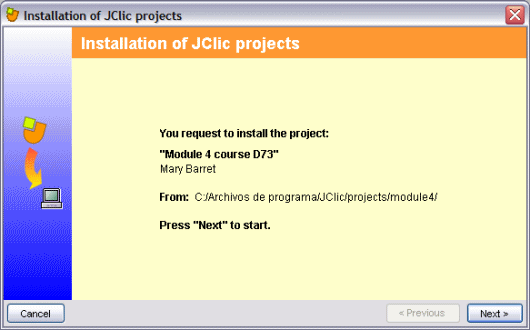 Installation of JClic projects
Installation of JClic projects
You request to install the project:
"Module 4 course D73"
Mary Barret
From: C:/Archivos de programa/JClic/projects/module4/
Press "Next" to start.
Cancel
« Previous
Next »